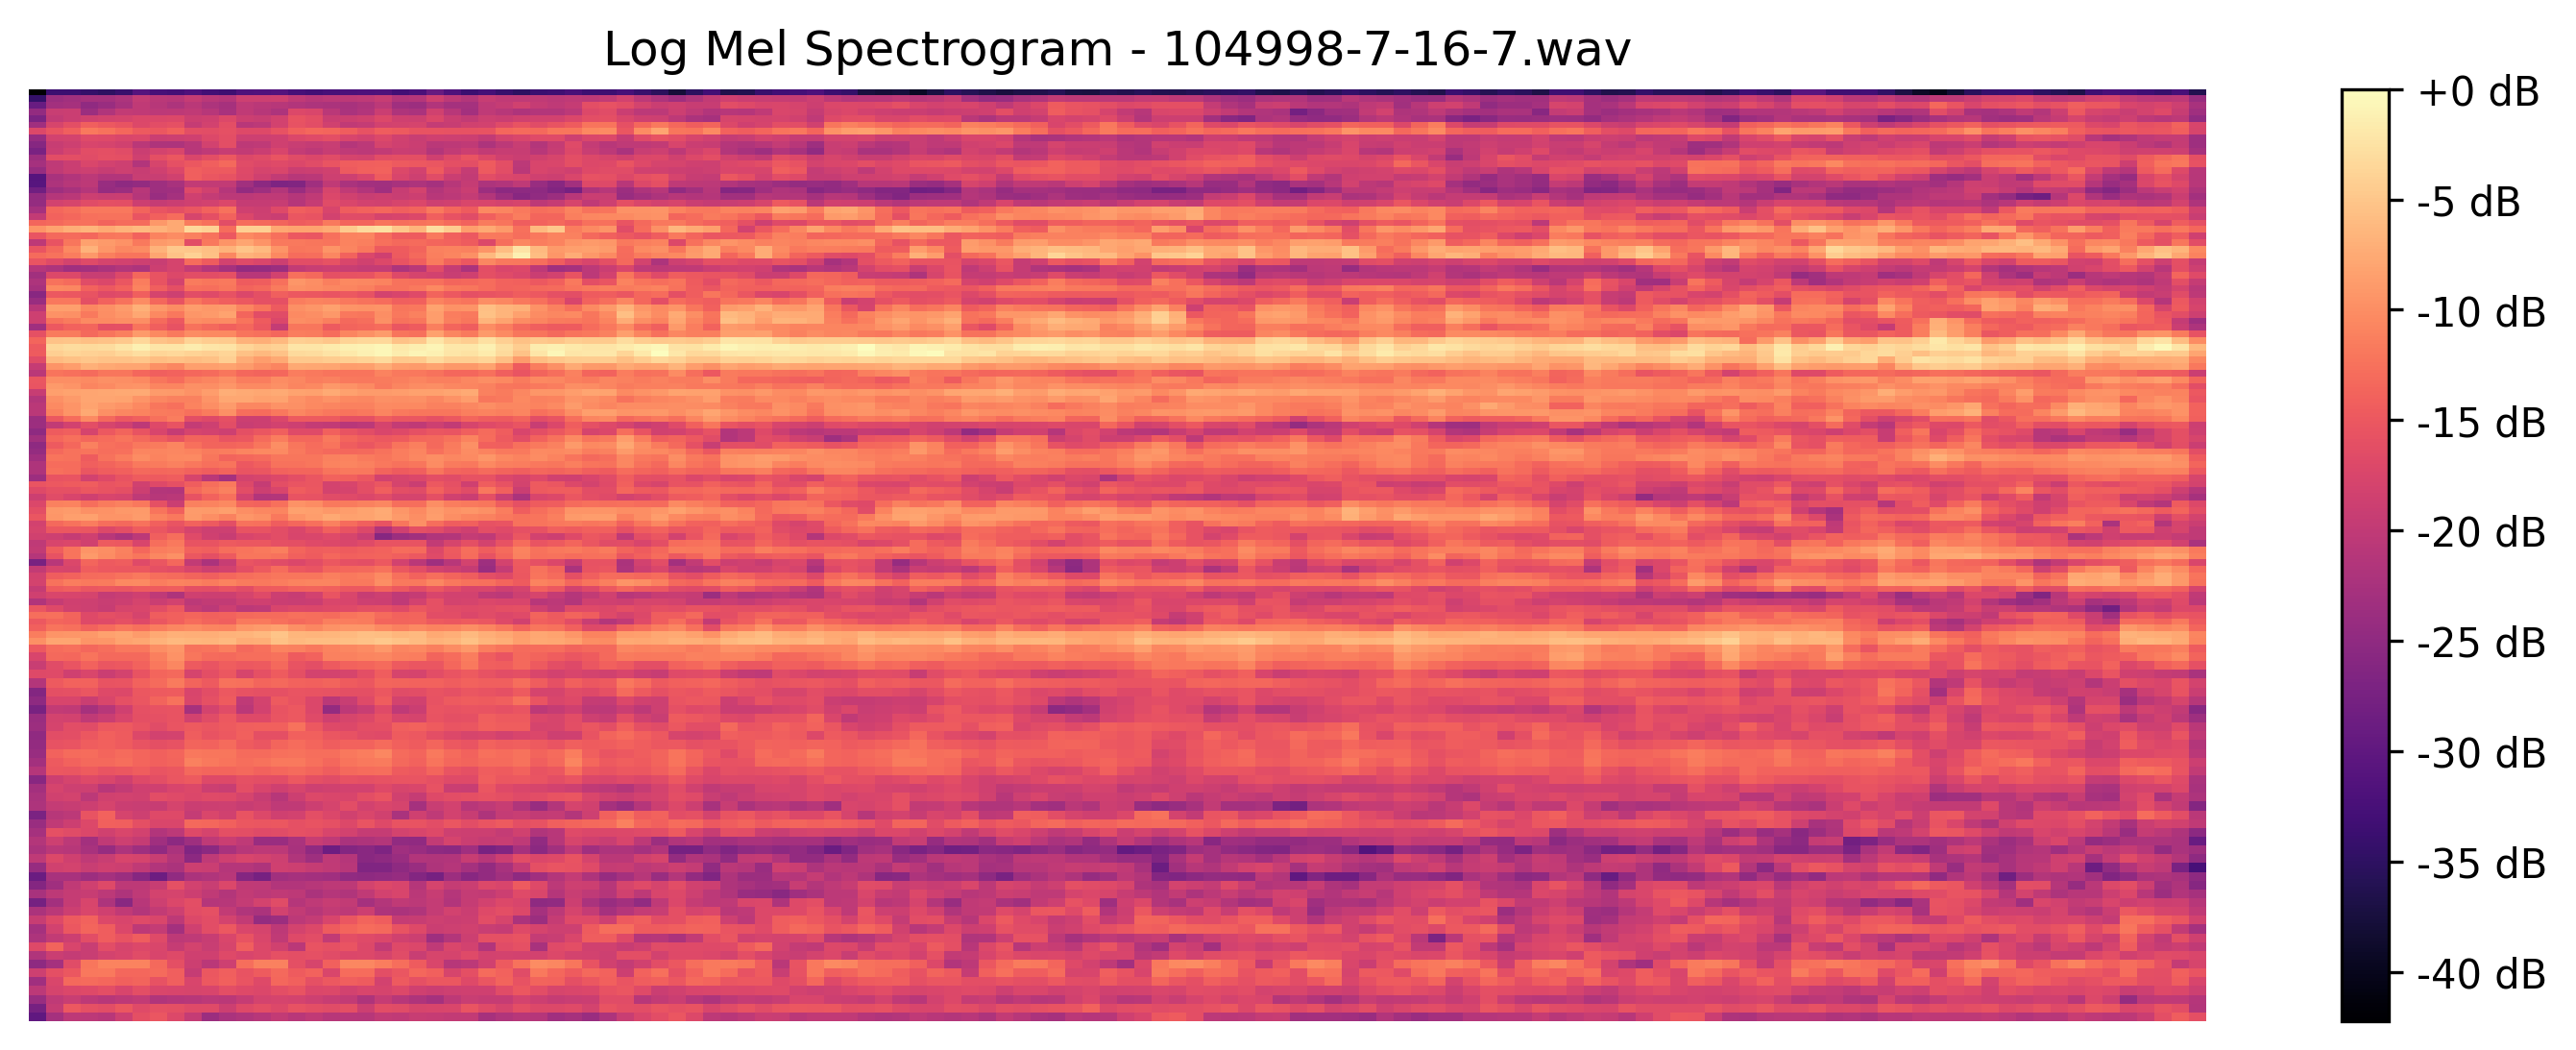 Log Mel Spectrogram - 104998-7-16-7.wav
+0 dB
-5 dB
-10 dB
-15 dB
-20 dB
-25 dB
-30 dB
-35 dB
-40 dB